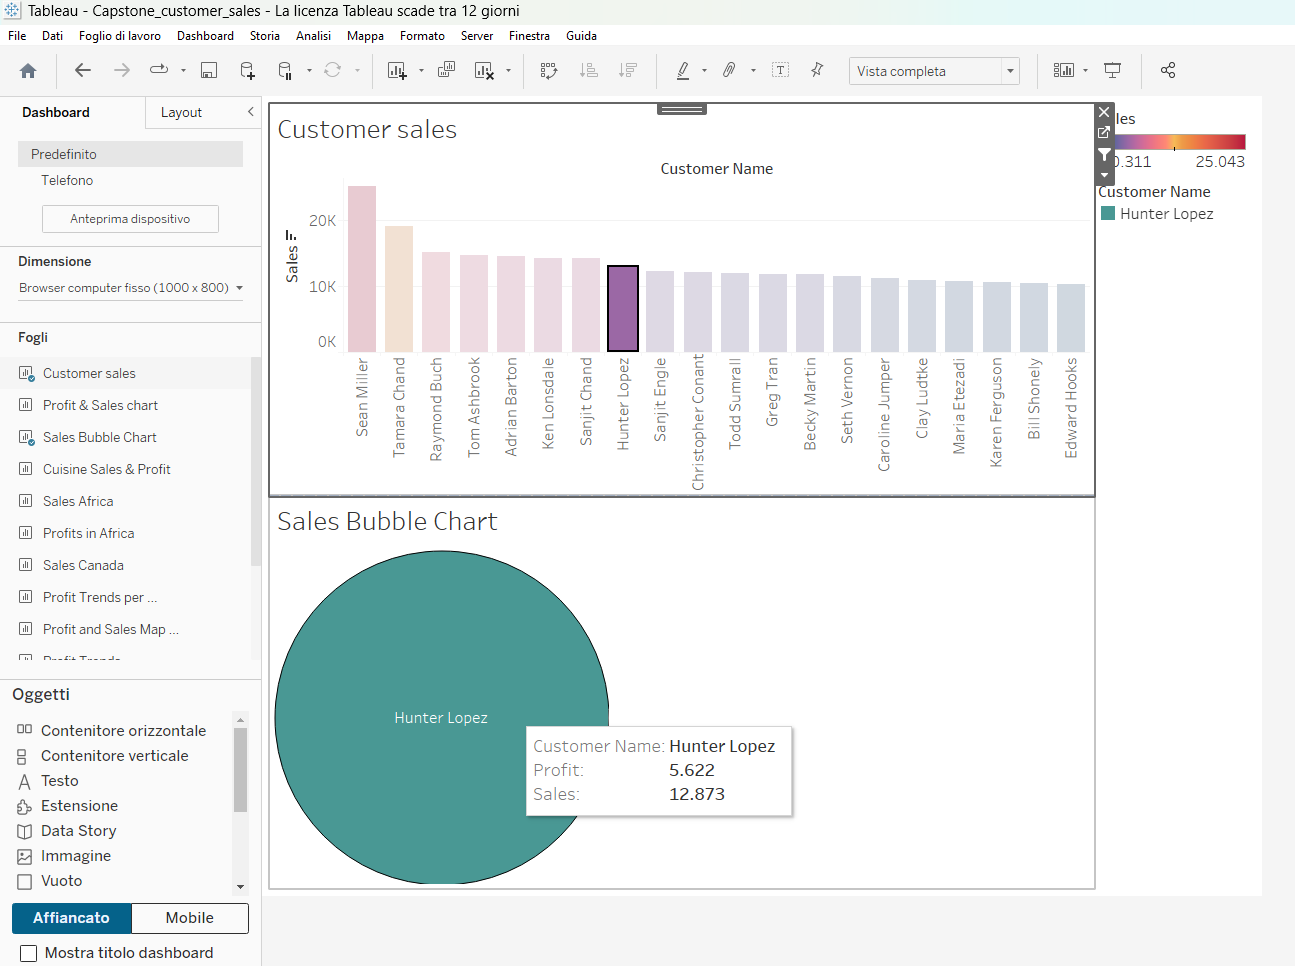 Tableau - Capstone_customer_sales - La licenza Tableau scade tra 12 giorni
File Dati Foglio di lavoro Dashboard Storia Analisi Mappa Formato Server Finestra Guida
Vista completa
Dashboard Layout
Predefinito
Telefono
Anteprima dispositivo
Dimensione
Browser computer fisso (1000 x 800)
Fogli
Customer sales
Profit & Sales chart
Sales Bubble Chart
Cuisine Sales & Profit
Sales Africa
Profits in Africa
Sales Canada
Profit Trends per ...
Profit and Sales Map ...
Profit Trends
Oggetti
Contenitore orizzontale
Contenitore verticale
Testo
Estensione
Data Story
Immagine
Vuoto
Affiancato Mobile
Mostra titolo dashboard
Customer sales
Customer Name
Sales
20K
10K
0K
Sean Miller
Tamara Chand
Raymond Buch
Tom Ashbrook
Adrian Barton
Ken Lonsdale
Sanjit Chand
Hunter Lopez
Sanjit Engle
Christopher Conant
Todd Sumrall
Greg Tran
Becky Martin
Seth Vernon
Caroline Jumper
Clay Ludtke
Maria Etezadi
Karen Ferguson
Bill Shonely
Edward Hooks
les
0.311 25.043
Customer Name
Hunter Lopez
Sales Bubble Chart
Hunter Lopez
Customer Name: Hunter Lopez
Profit: 5.622
Sales: 12.873